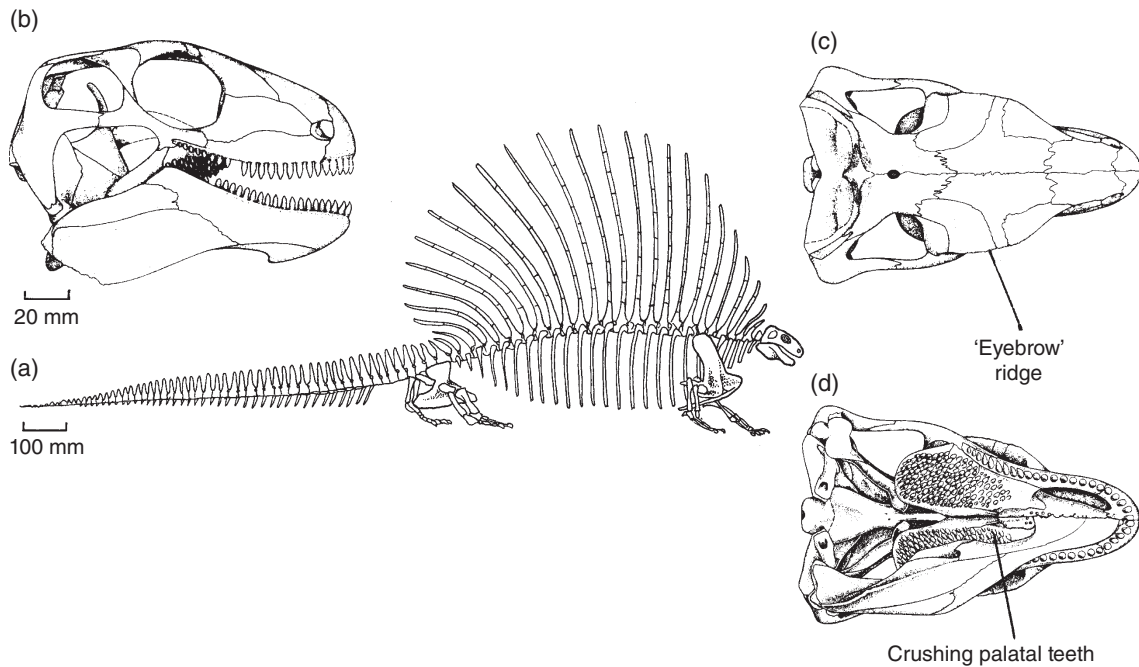 (b)
20 mm
(a)
100 mm
(c)
‘Eyebrow’
ridge
(d)
Crushing palatal teeth